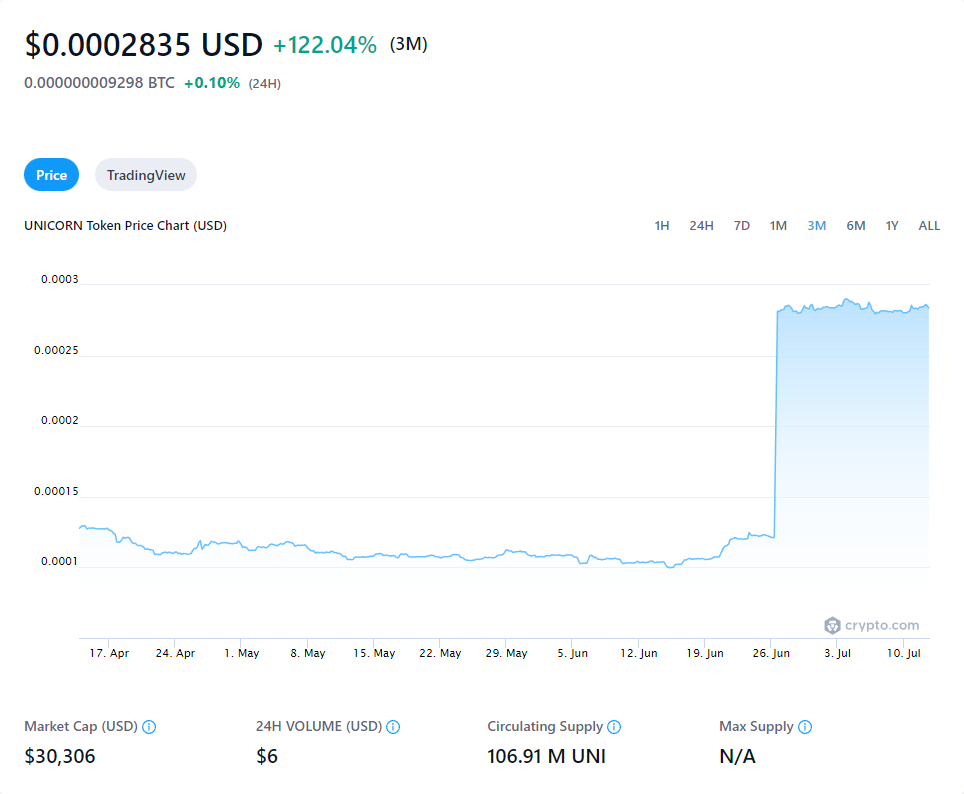 $0.0002835 USD +122.04% (3M)
0.000000009298 BTC +0.10% (24H)
Price TradingView
UNICORN Token Price Chart (USD) 1H 24H 7D 1M 3M 6M 1Y ALL
0.0003
0.00025
0.0002
0.00015
0.0001
crypto.com
17. Apr 24. Apr 1. May 8. May 15. May 22. May 29. May 5. Jun 12. Jun 19. Jun 26. Jun 3. Jul 10. Jul
Market Cap (USD) 24H VOLUME (USD) Circulating Supply Max Supply
$30,306 $6 106.91 M UNI N/A